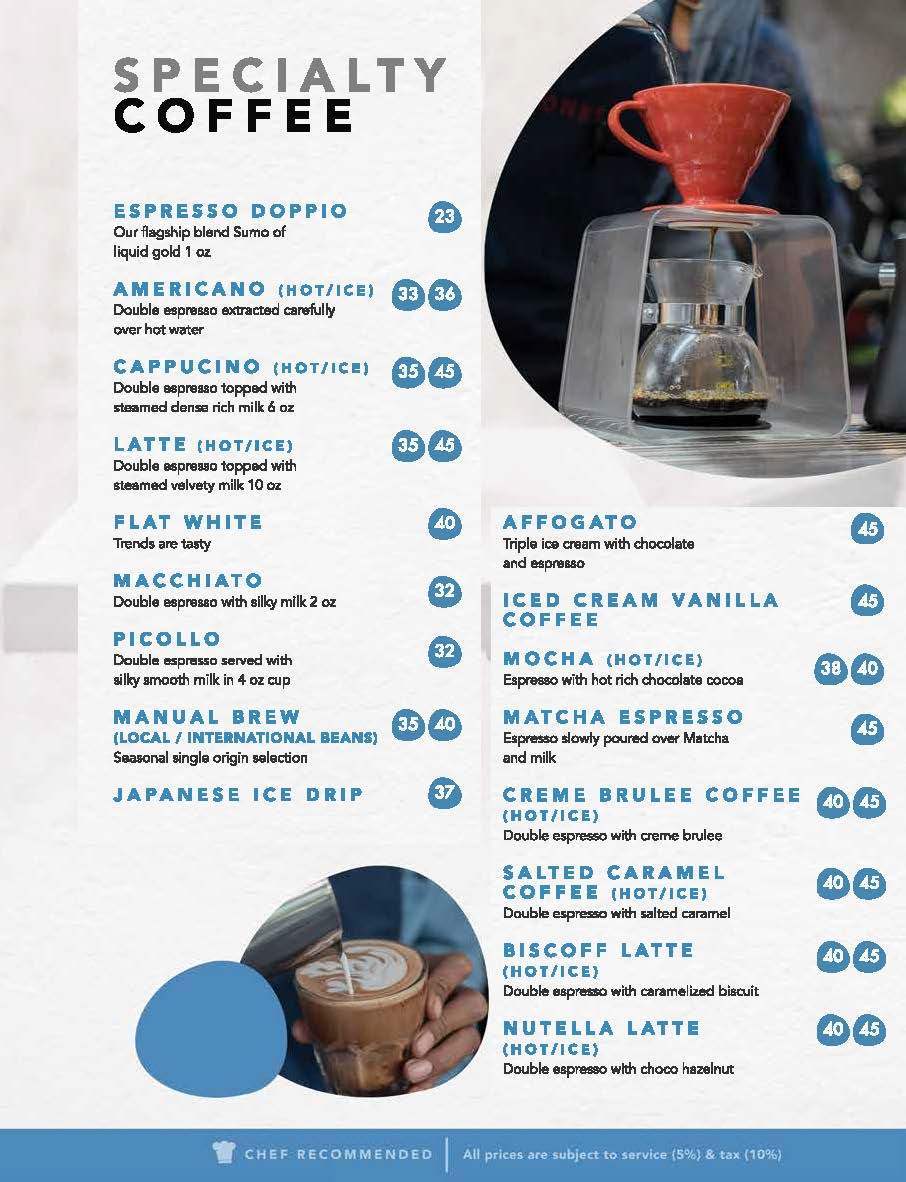 SPECIALTY
COFFEE
ESPRESSO DOPPIO 23
Our flagship blend Sumo of
liquid gold 1 oz
AMERICANO (HOT/ICE) 33 36
Double espresso extracted carefully
over hot water
CAPPUCINO (HOT/ICE) 35 45
Double espresso topped with
steamed dense rich milk 6 oz
LATTE (HOT/ICE) 35 45
Double espresso topped with
steamed velvety milk 10 oz
FLAT WHITE 40
Trends are tasty
MACCHIATO 32
Double espresso with silky milk 2 oz
PICOLLO 32
Double espresso served with
silky smooth milk in 4 oz cup
MANUAL BREW 35 40
(LOCAL / INTERNATIONAL BEANS)
Seasonal single origin selection
JAPANESE ICE DRIP 37
AFFOGATO 45
Triple ice cream with chocolate
and espresso
ICED CREAM VANILLA 45
COFFEE
MOCHA (HOT/ICE) 38 40
Espresso with hot rich chocolate cocoa
MATCHA ESPRESSO 45
Espresso slowly poured over Matcha
and milk
CREME BRULEE COFFEE 40 45
(HOT/ICE)
Double espresso with creme brulee
SALTED CARAMEL
COFFEE (HOT/ICE) 40 45
Double espresso with salted caramel
BISCOFF LATTE 40 45
(HOT/ICE)
Double espresso with caramelized biscuit
NUTELLA LATTE 40 45
(HOT/ICE)
Double espresso with choco hazelnut
CHEF RECOMMENDED All prices are subject to service (5%) & tax (10%)